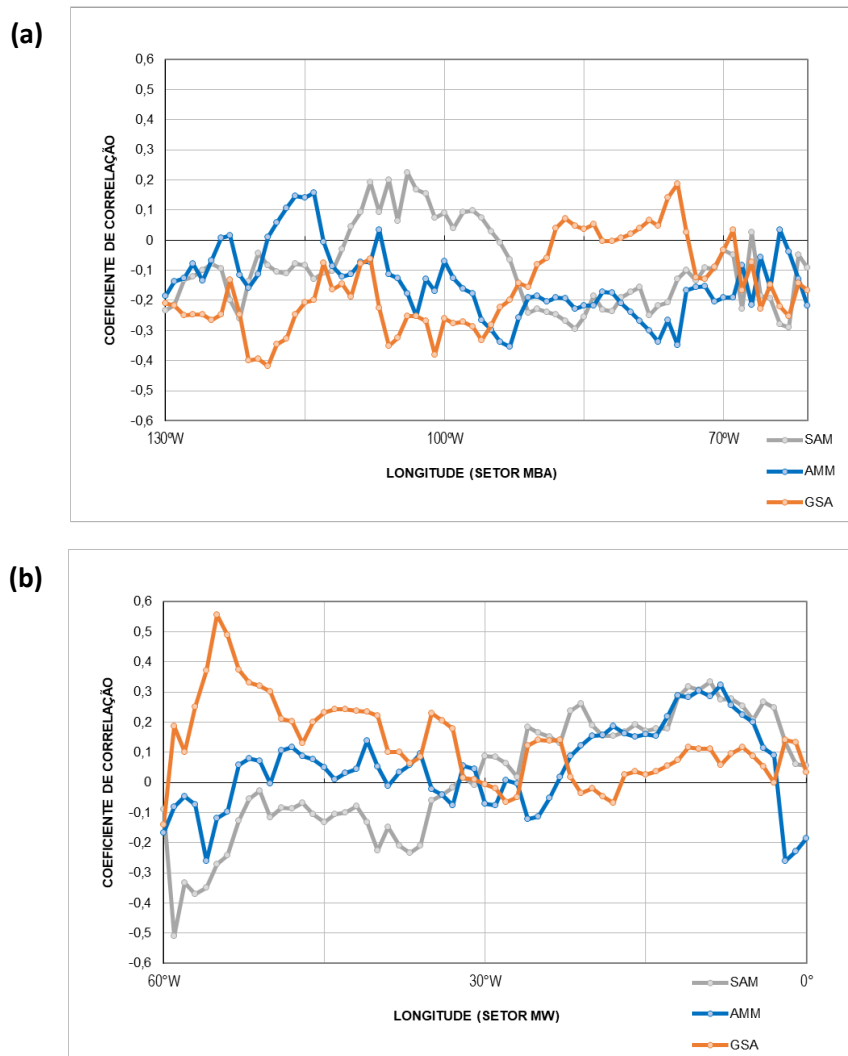 (a)
0,6
0,5
0,4
0,3
0,2
0,1
0
-0,1
-0,2
-0,3
-0,4
-0,5
-0,6
COEFICIENTE DE CORRELAÇÃO
130ºW
100ºW
70ºW
LONGITUDE (SETOR MBA)
SAM
AMM
GSA
(b)
0,6
0,5
0,4
0,3
0,2
0,1
0
-0,1
-0,2
-0,3
-0,4
-0,5
-0,6
COEFICIENTE DE CORRELAÇÃO
60ºW
30ºW
0°
LONGITUDE (SETOR MW)
SAM
AMM
GSA